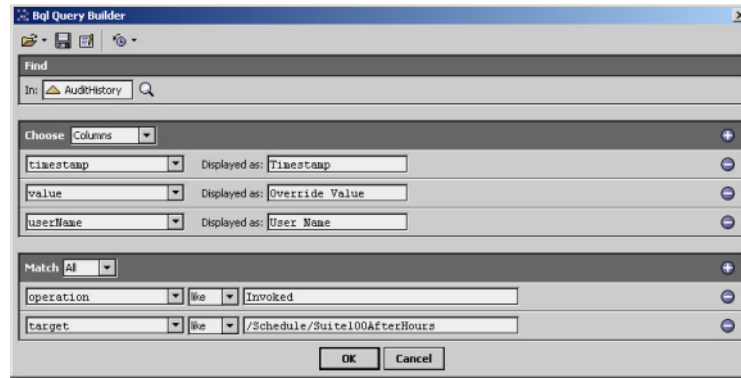 Bql Query Builder
Find
In: AuditHistory
Choose Columns
timestamp Displayed as: Timestamp
value Displayed as: Override Value
userName Displayed as: User Name
Match All
operation like Invoked
target like /Schedule/Suite100AfterHours
OK Cancel